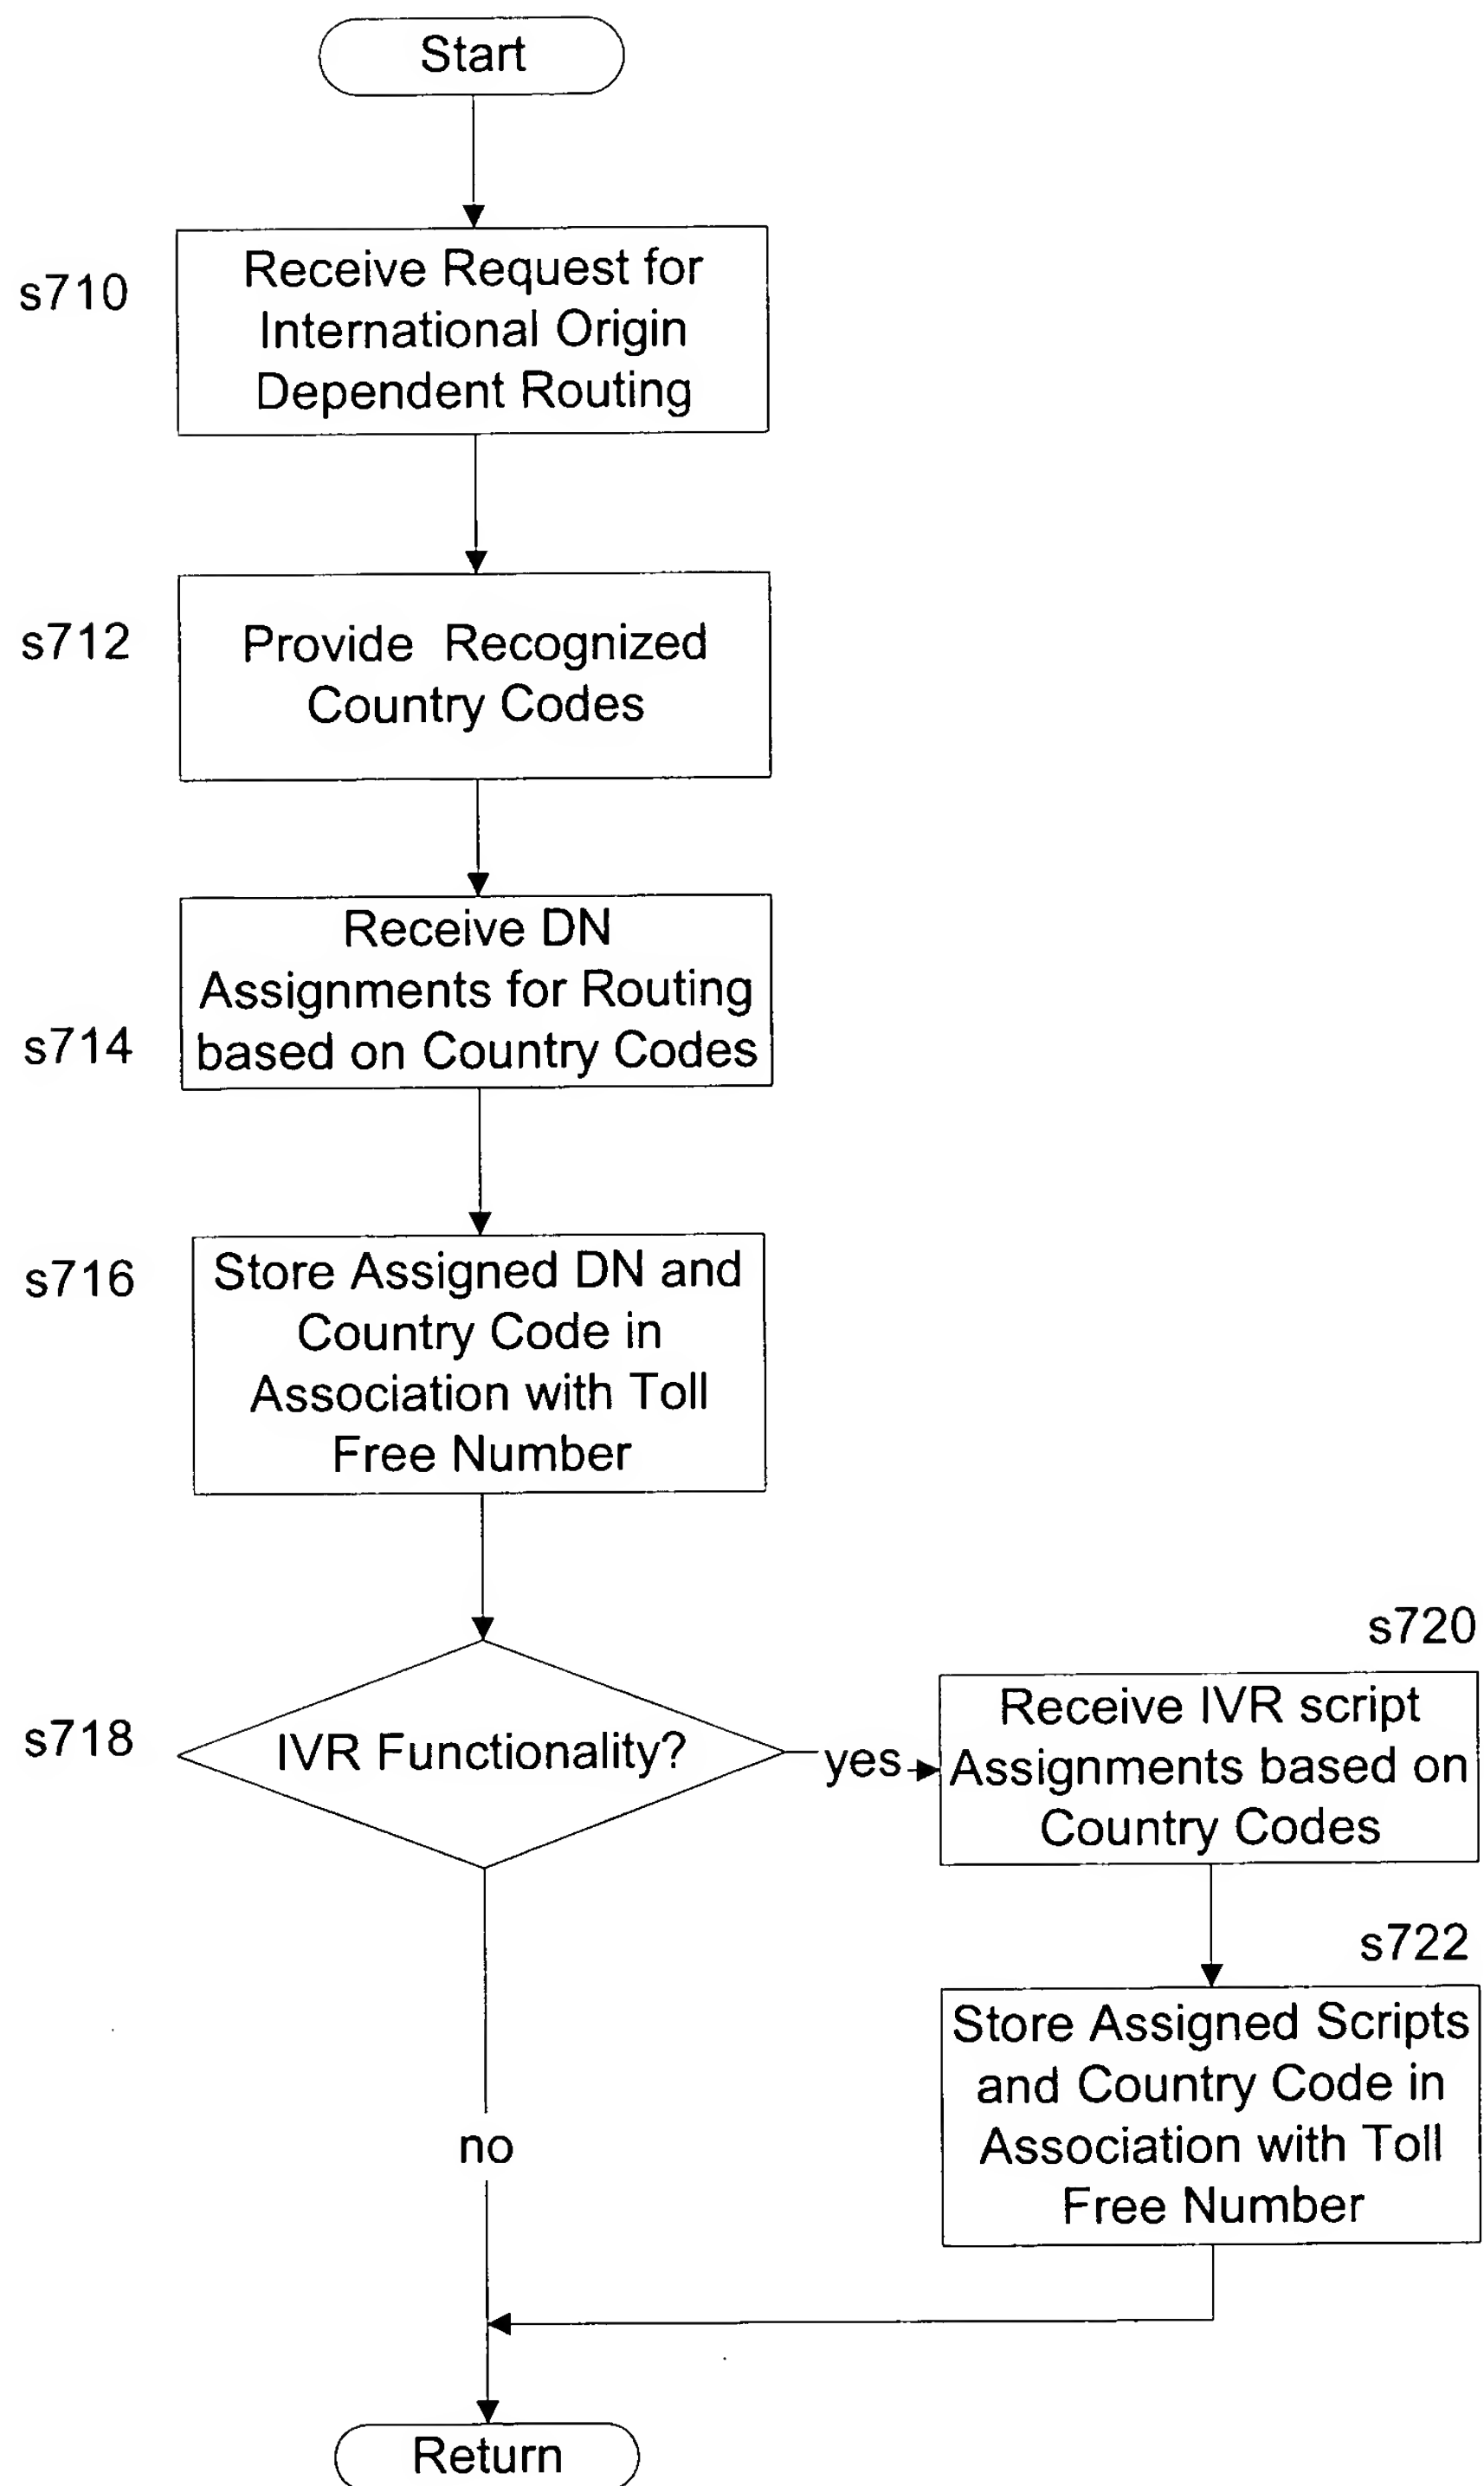 Start
s710
Receive Request for
International Origin
Dependent Routing
s712
Provide Recognized
Country Codes
s714
Receive DN
Assignments for Routing
based on Country Codes
s716
Store Assigned DN and
Country Code in
Association with Toll
Free Number
s718
IVR Functionality?
yes
s720
Receive IVR script
Assignments based on
Country Codes
s722
Store Assigned Scripts
and Country Code in
Association with Toll
Free Number
no
Return